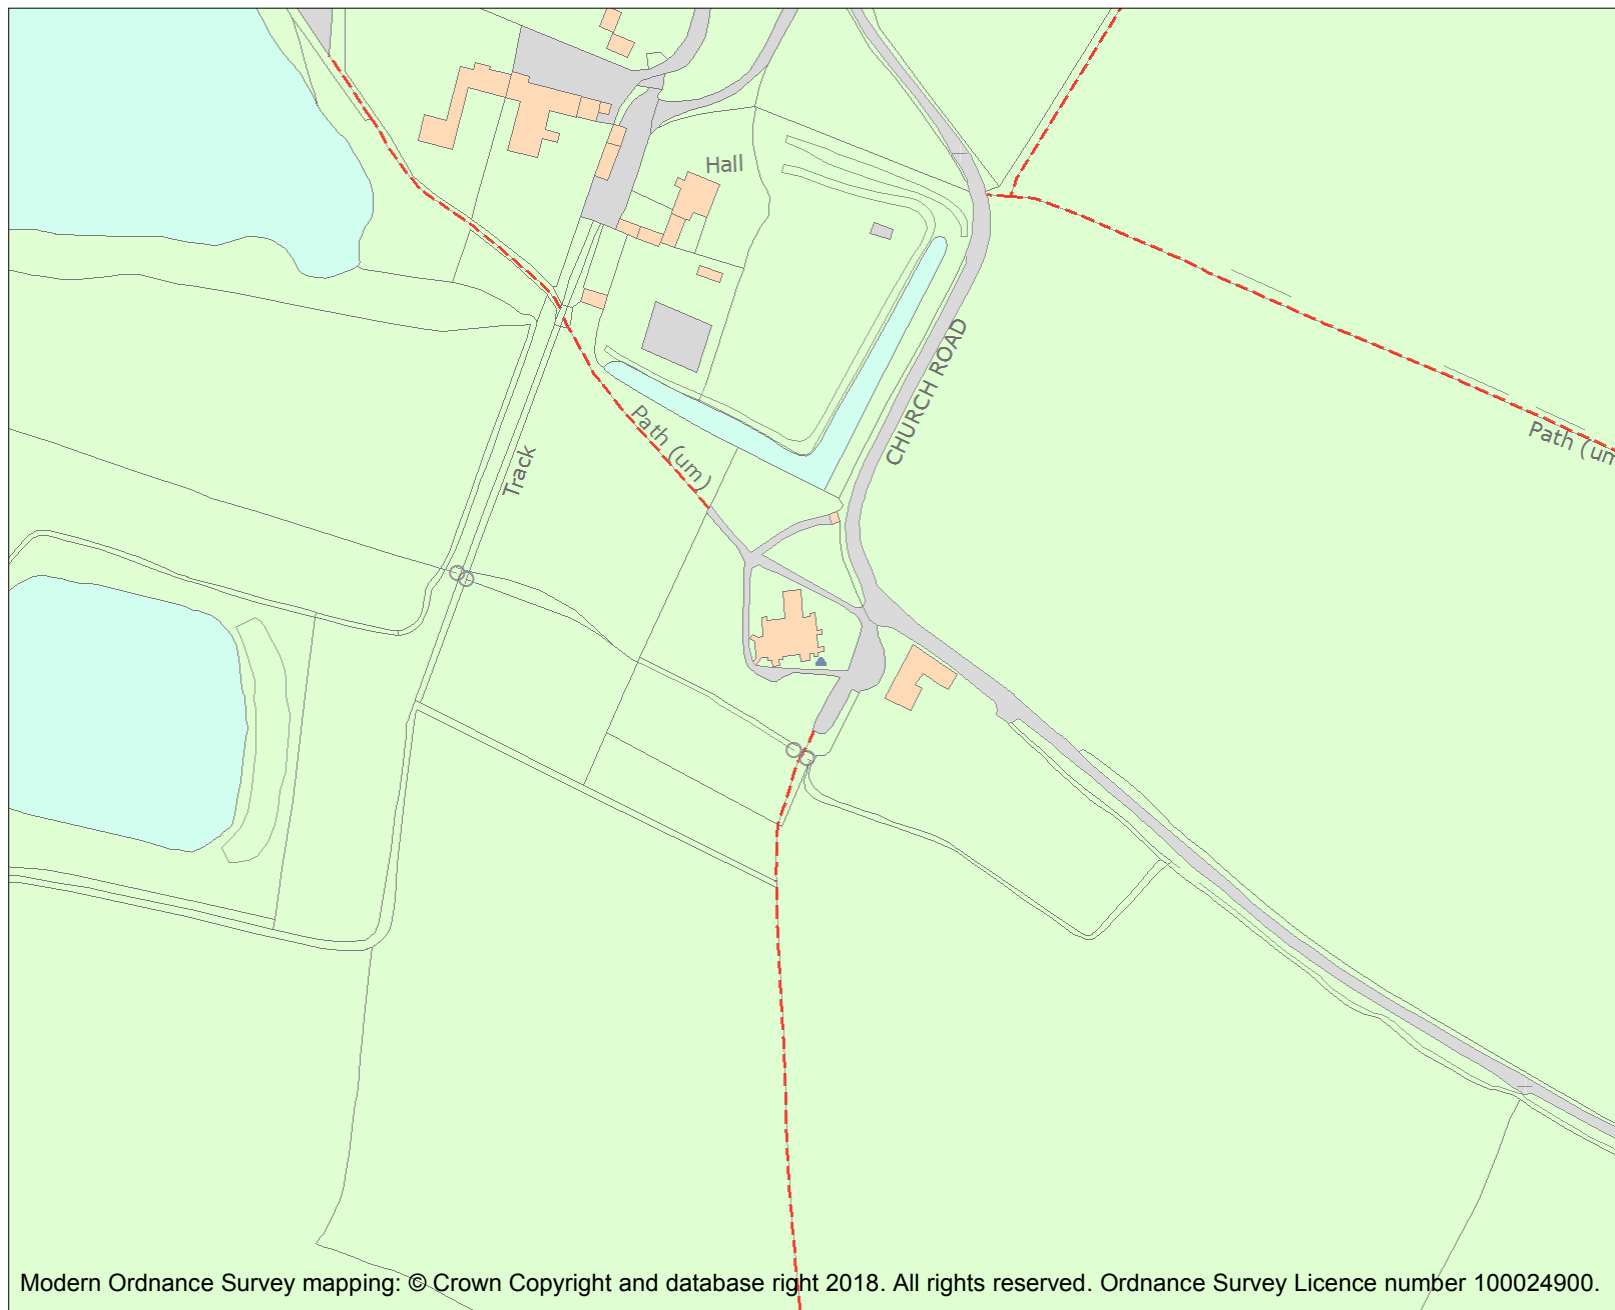 Hall
CHURCH ROAD
Path (um)
Path (um
Track
Modern Ordnance Survey mapping: © Crown Copyright and database right 2018. All rights reserved. Ordnance Survey Licence number 100024900.